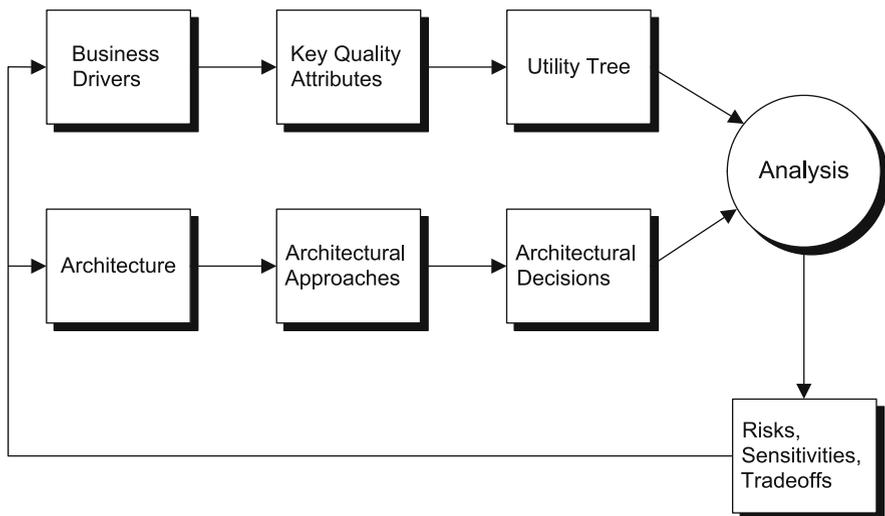 Business
Drivers
Key Quality
Attributes
Utility Tree
Analysis
Architecture
Architectural
Approaches
Architectural
Decisions
Risks,
Sensitivities,
Tradeoffs